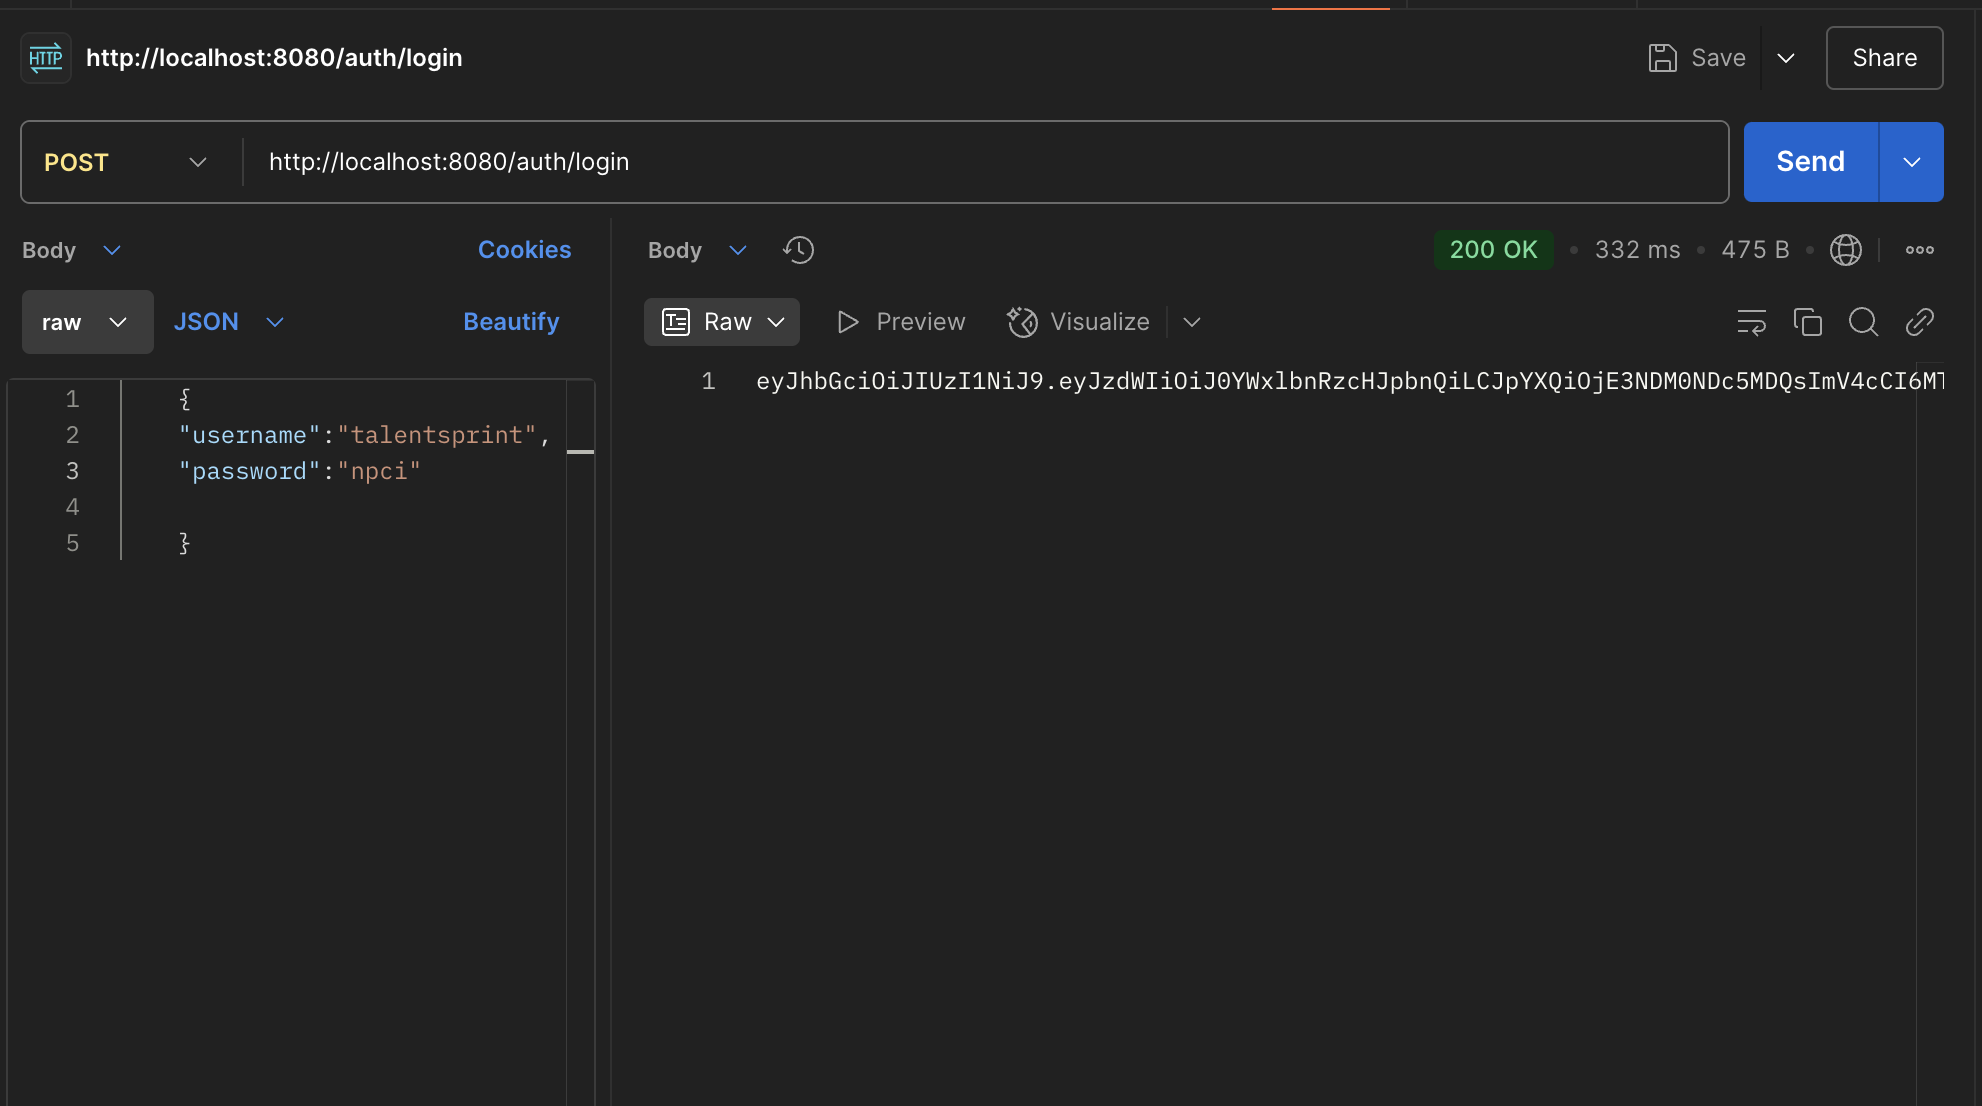 HTTP http://localhost:8080/auth/login Save Share
POST http://localhost:8080/auth/login Send
Body Cookies
raw JSON Beautify
1 {
2 "username":"talentsprint",
3 "password":"npci"
4
5 }
Body 200 OK • 332 ms • 475 B •
Raw Preview Visualize
1 eyJhbGciOiJIUzI1NiJ9.eyJzdWIiOiJ0YWxlbnRzcHJpbnQiLCJpYXQiOjE3NDM0NDc5MDQsImV4cCI6MT